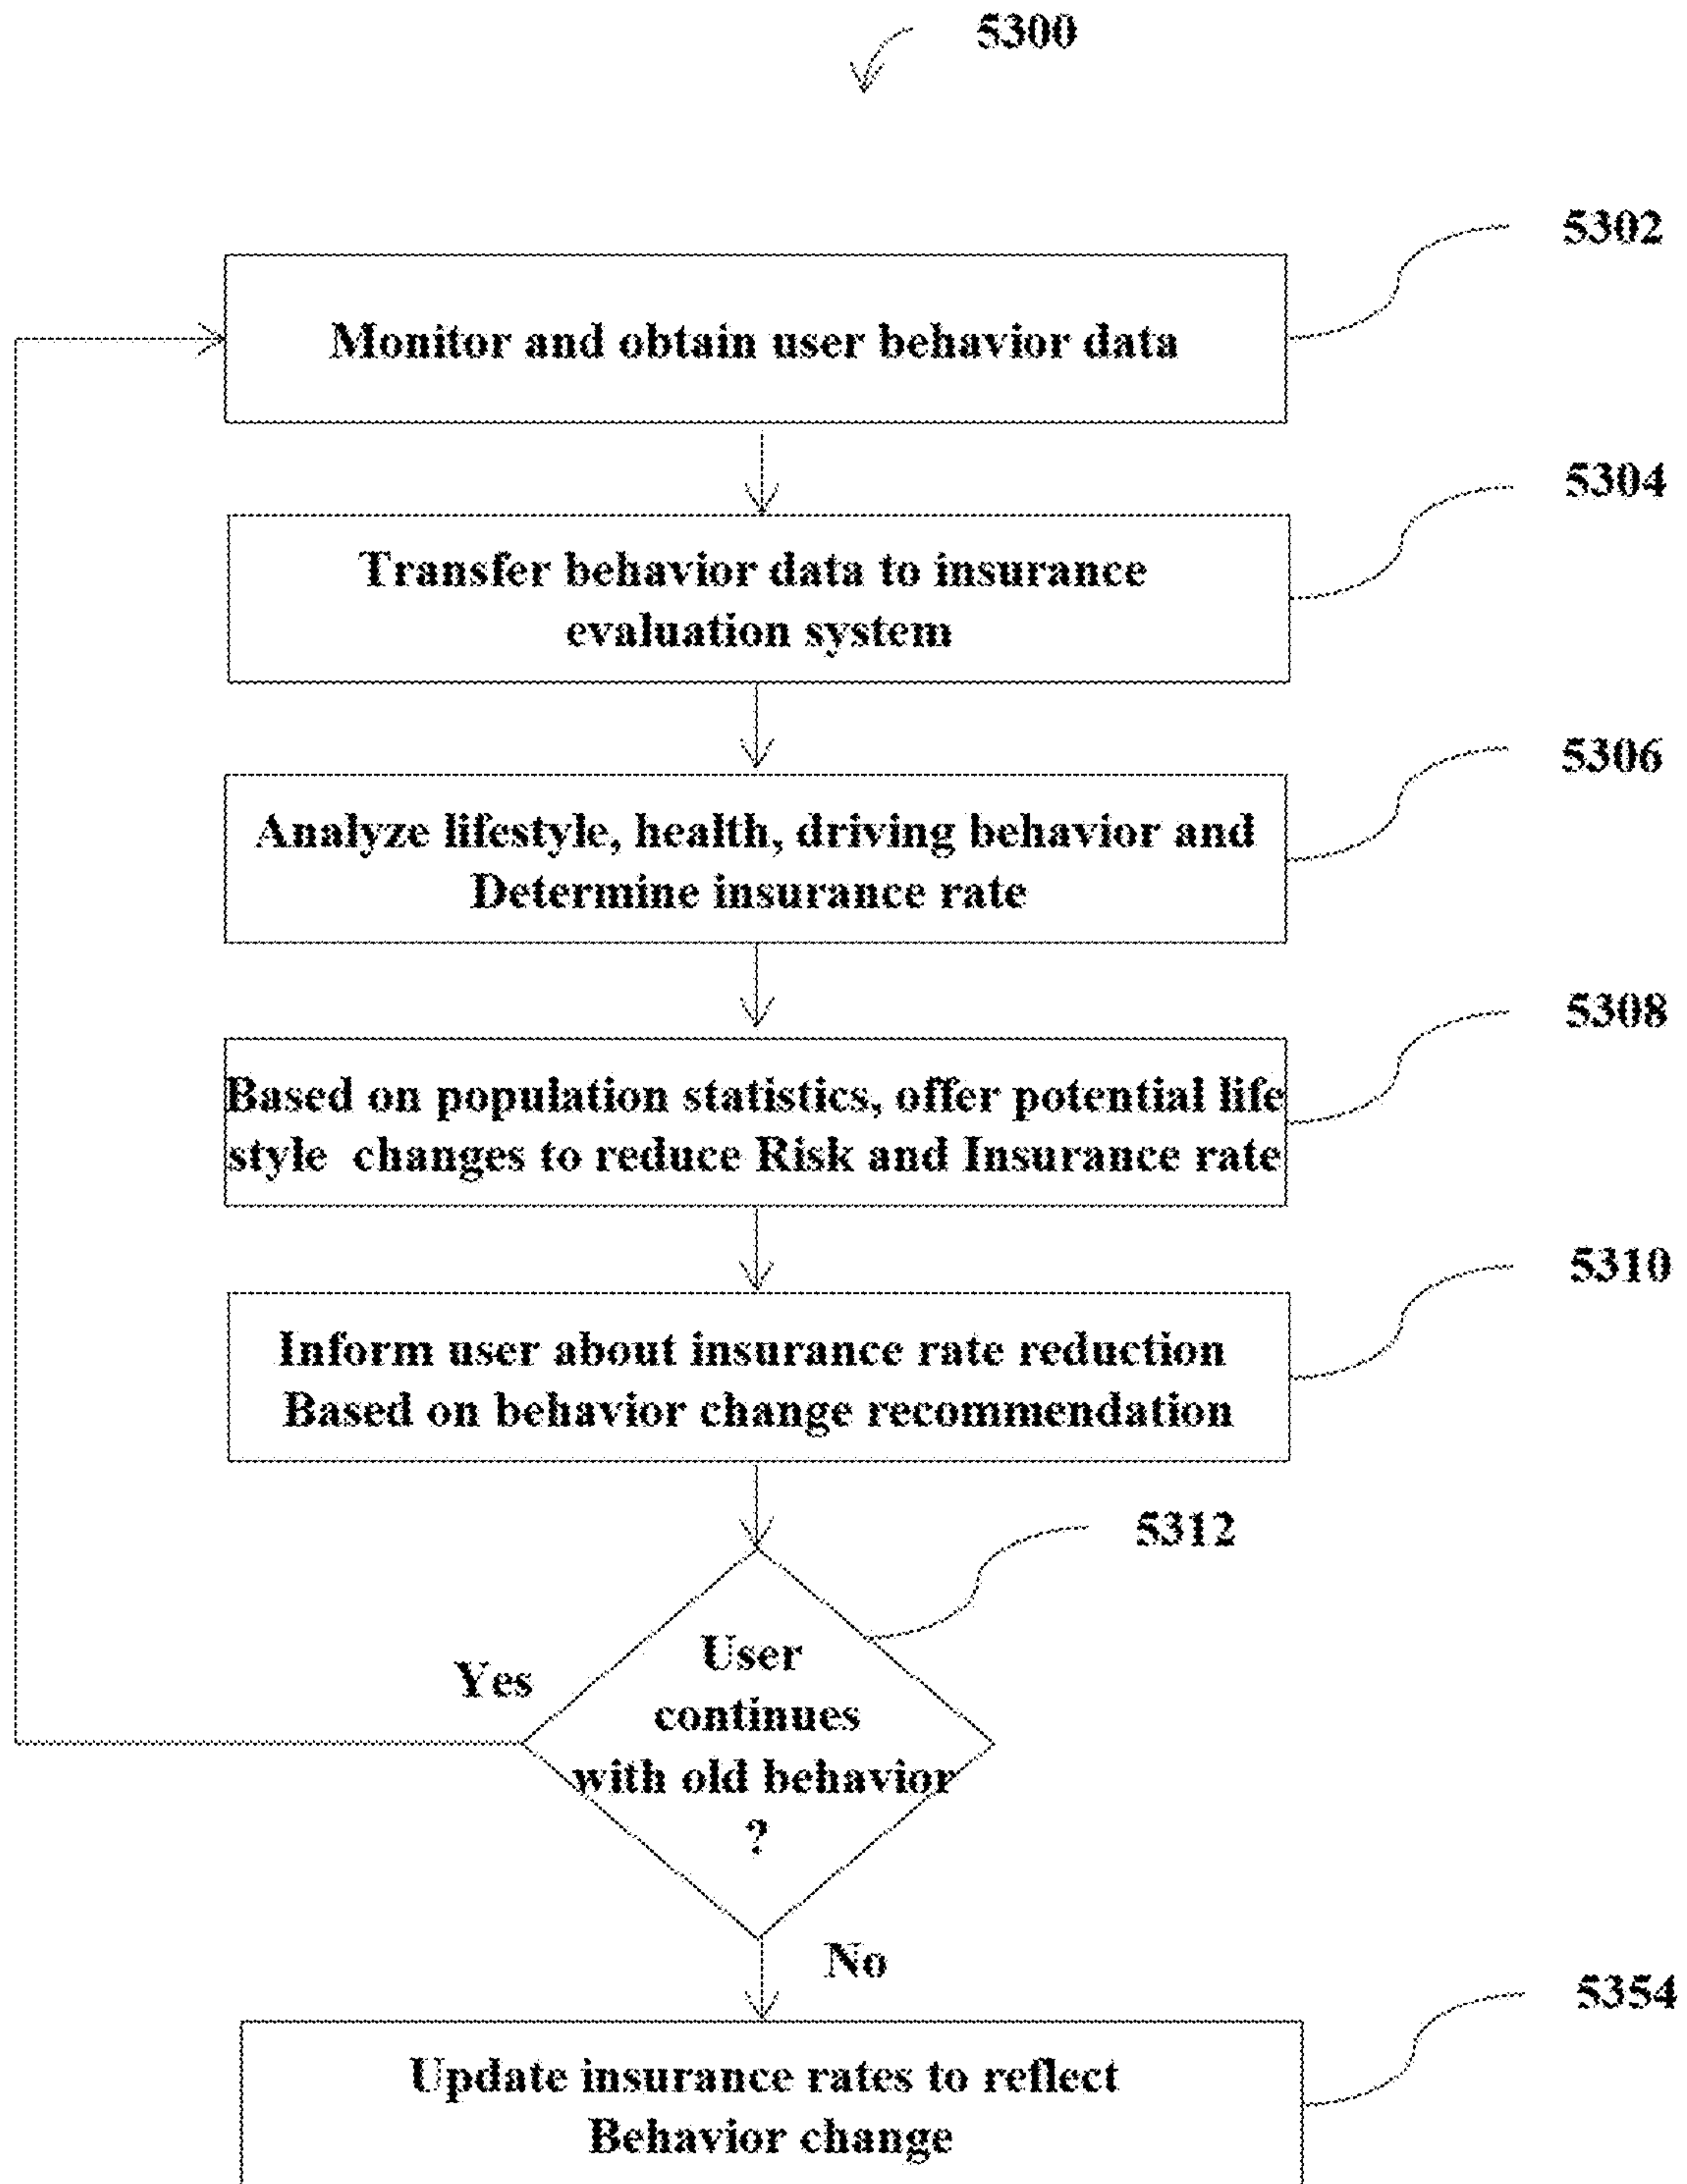 5300
5302
Monitor and obtain user behavior data
5304
Transfer behavior data to insurance
evaluation system
5306
Analyze lifestyle, health, driving behavior and
Determine insurance rate
5308
Based on population statistics, offer potential life
style changes to reduce Risk and Insurance rate
5310
Inform user about insurance rate reduction
Based on behavior change recommendation
5312
User
continues
with old behavior
?
Yes
No
5354
Update insurance rates to reflect
Behavior change